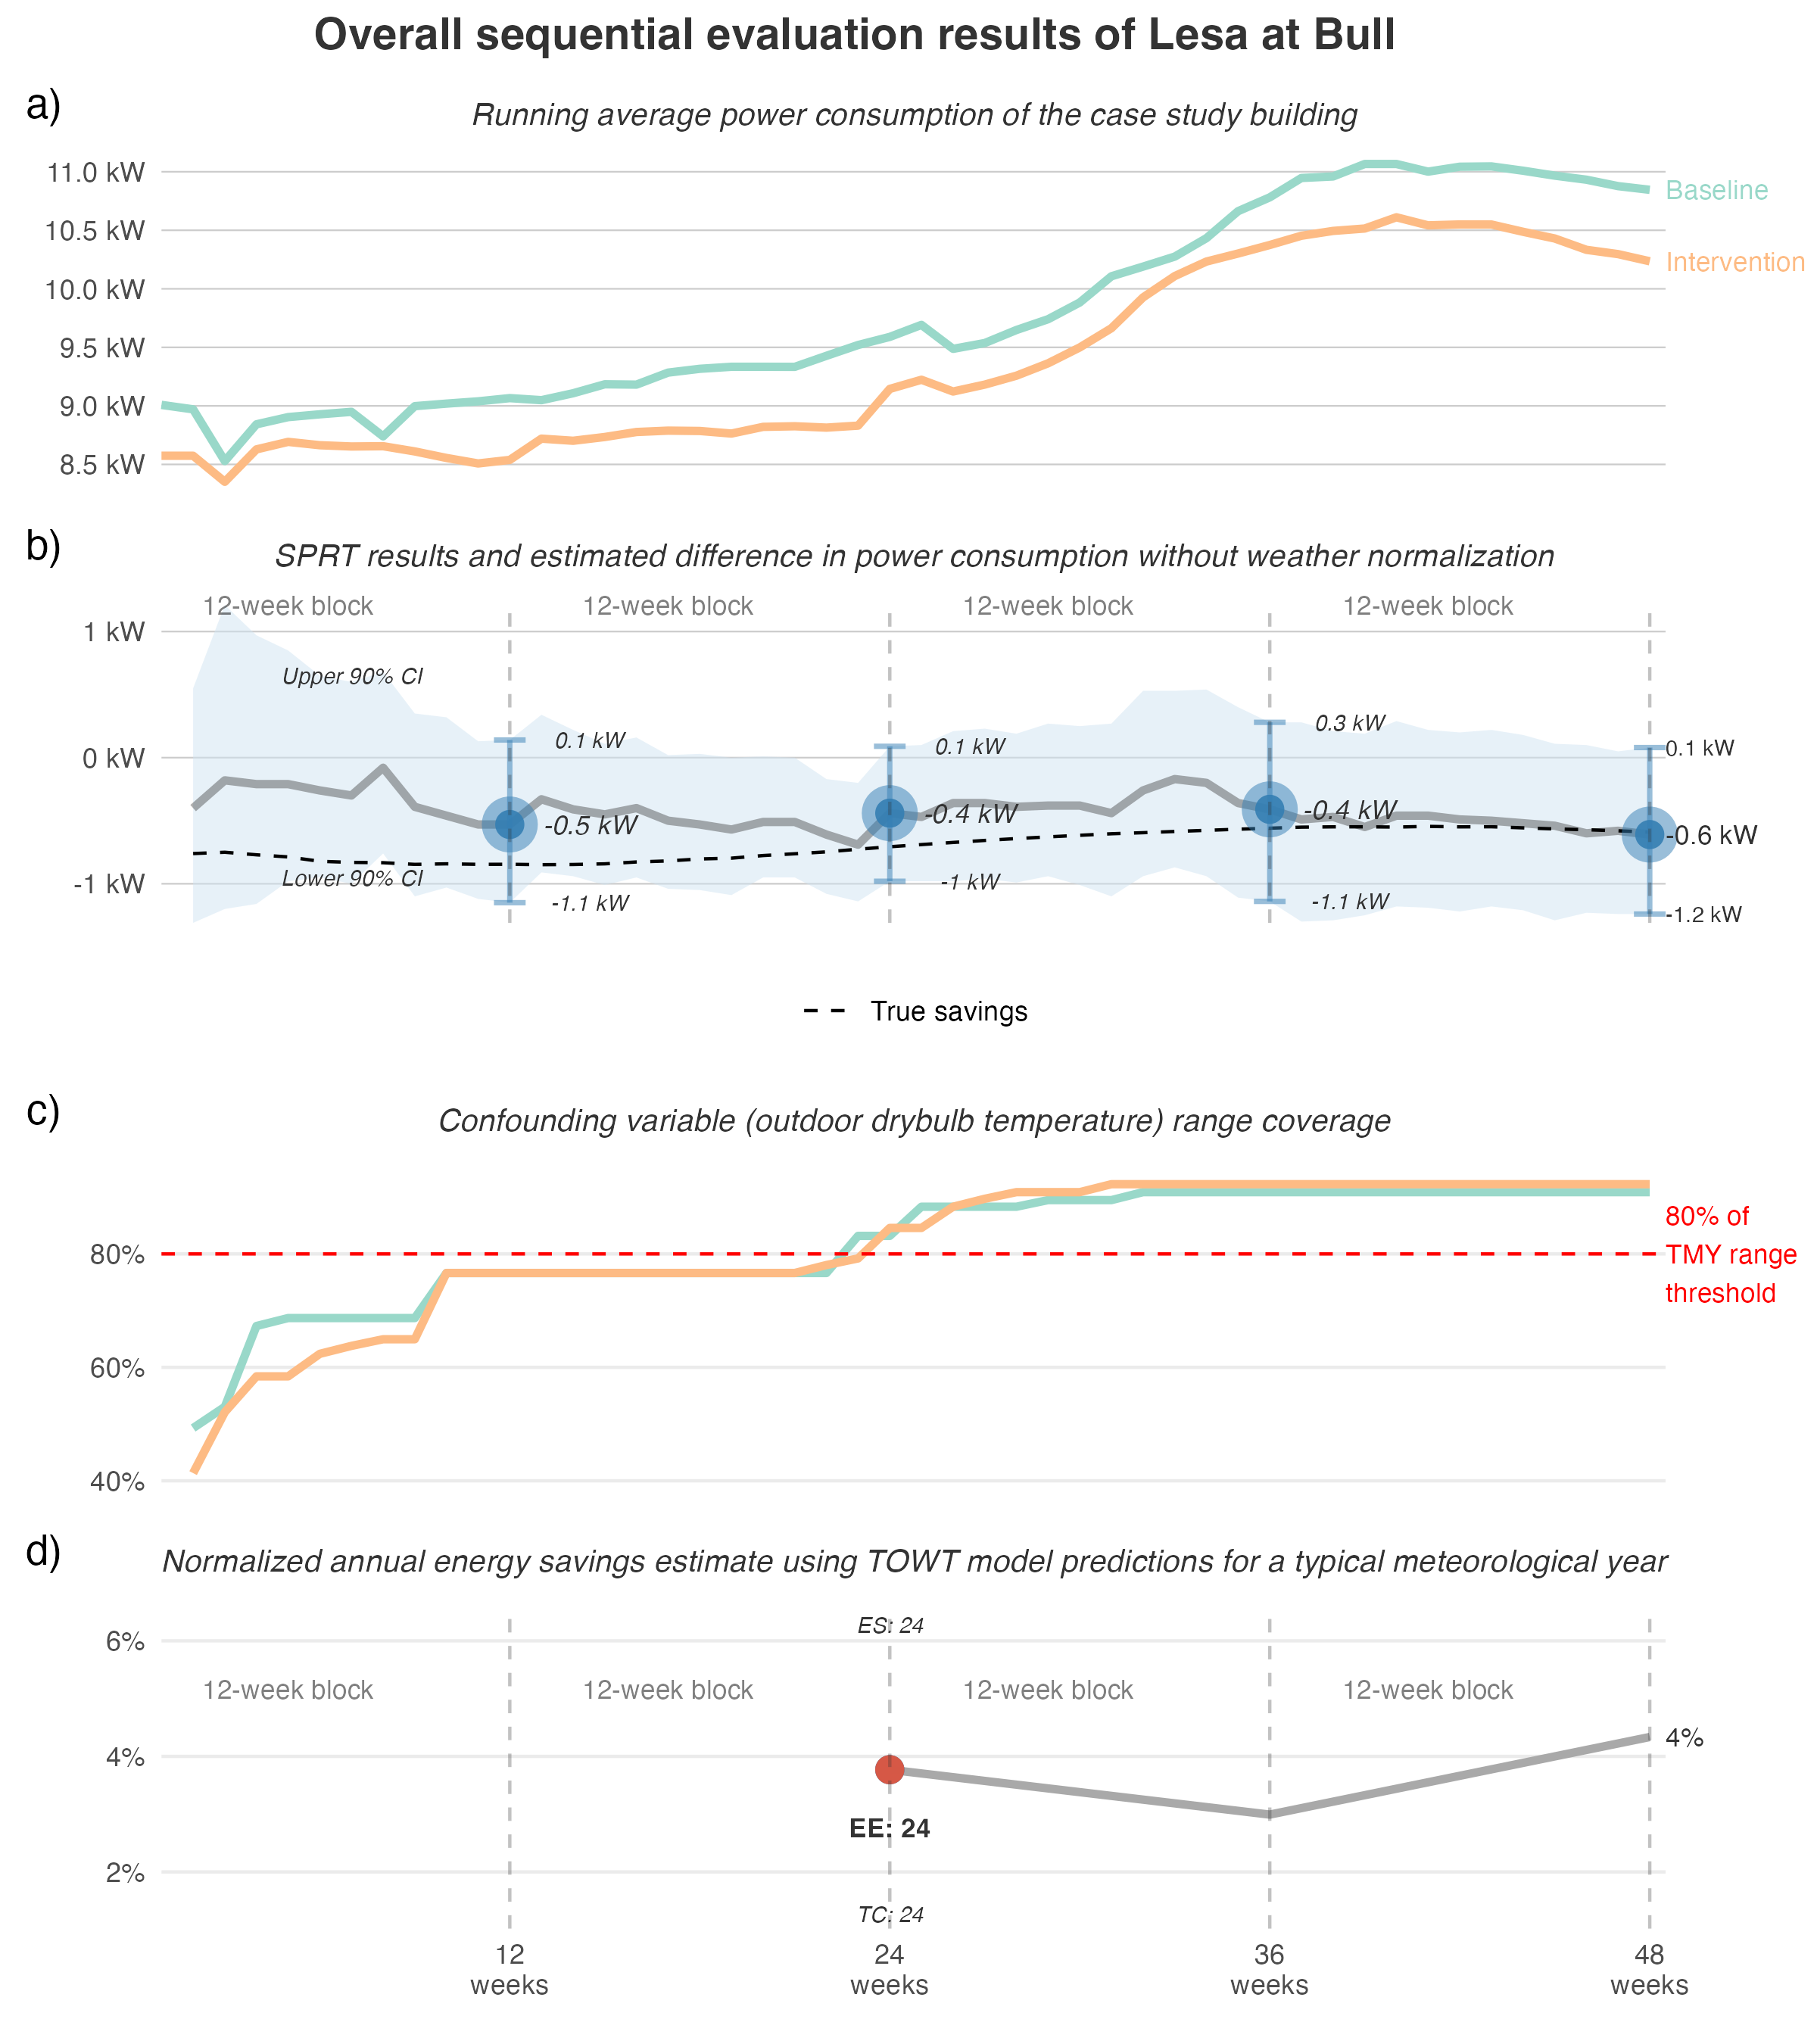 Overall sequential evaluation results of Lesa at Bull
a)
Running average power consumption of the case study building
11.0 kW
10.5 kW
10.0 kW
9.5 kW
9.0 kW
8.5 kW
Baseline
Intervention
b)
SPRT results and estimated difference in power consumption without weather normalization
12-week block
12-week block
12-week block
12-week block
1 kW
0 kW
-1 kW
Upper 90% CI
Lower 90% CI
0.1 kW
-0.5 kW
-1.1 kW
0.1 kW
-0.4 kW
-1 kW
0.3 kW
-0.4 kW
-1.1 kW
0.1 kW
-0.6 kW
-1.2 kW
True savings
c)
Confounding variable (outdoor drybulb temperature) range coverage
80%
60%
40%
80% of
TMY range
threshold
d)
Normalized annual energy savings estimate using TOWT model predictions for a typical meteorological year
6%
4%
2%
ES: 24
12-week block
12-week block
12-week block
12-week block
4%
EE: 24
TC: 24
12
weeks
24
weeks
36
weeks
48
weeks